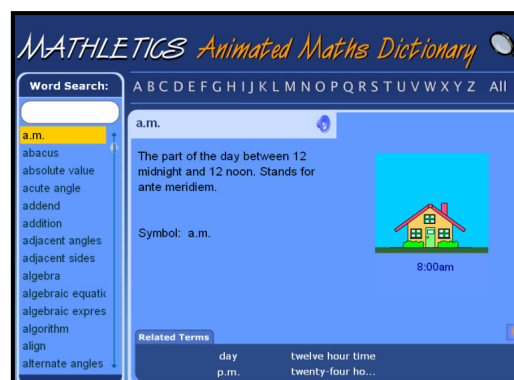 MATHLETICS Animated Maths Dictionary
Word Search:
A B C D E F G H I J K L M N O P Q R S T U V W X Y Z All
a.m.
abacus
absolute value
acute angle
addend
addition
adjacent angles
adjacent sides
algebra
algebraic equatic
algebraic expres
algorithm
align
alternate angles
a.m.
The part of the day between 12
midnight and 12 noon. Stands for
ante meridiem.
Symbol: a.m.
8:00am
Related Terms
day twelve hour time
p.m. twenty-four ho...